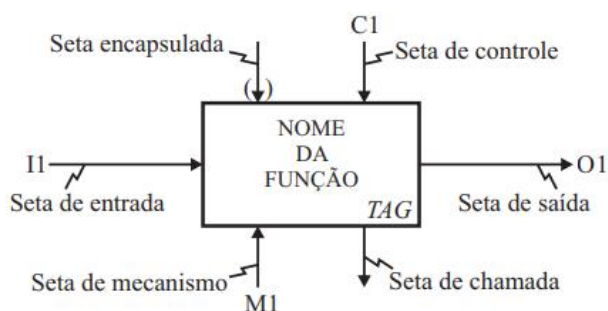 C1
Seta encapsulada
Seta de controle
( )
NOME
DA
FUNÇÃO
I1
O1
Seta de entrada
Seta de saída
TAG
Seta de mecanismo
Seta de chamada
M1